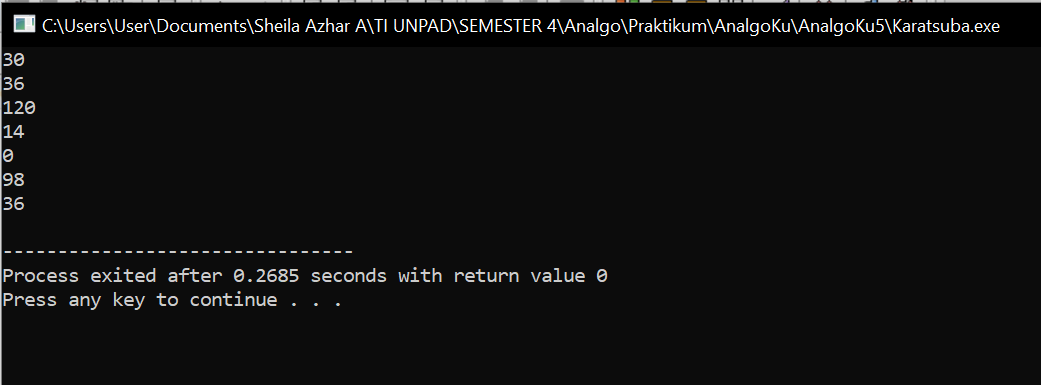 C:\Users\User\Documents\Sheila Azhar A\TI UNPAD\SEMESTER 4\Analgo\Praktikum\AnalgoKu\AnalgoKu5\Karatsuba.exe
30
36
120
14
0
98
36
--------------------------------
Process exited after 0.2685 seconds with return value 0
Press any key to continue . . .